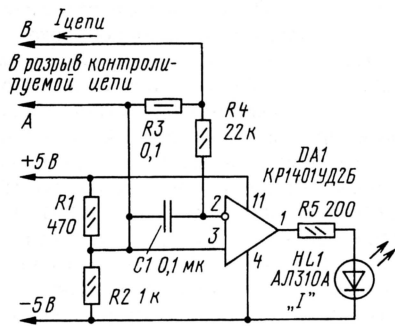 Iцепи
В
В разрыв контроли-
руемой цепи
А
R3
0,1
R4
22 к
+5 В
DA1
КР1401УД2Б
R1
470
2
11
1
3
4
R5 200
C1 0,1 мк
HL1
АЛ310А
„I"
R2 1 к
-5 В